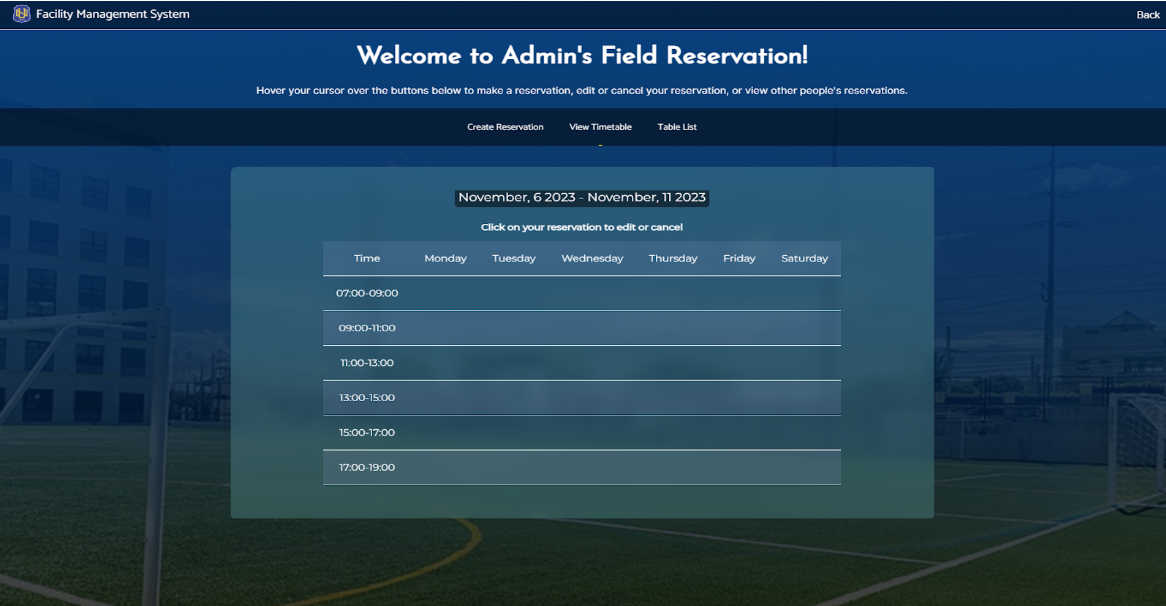 Facility Management System
Back
Welcome to Admin's Field Reservation!
Hover your cursor over the buttons below to make a reservation, edit or cancel your reservation, or view other people's reservations.
Create Reservation View Timetable Table List
November, 6 2023 - November, 11 2023
Click on your reservation to edit or cancel
Time Monday Tuesday Wednesday Thursday Friday Saturday
07:00-09:00
09:00-11:00
11:00-13:00
13:00-15:00
15:00-17:00
17:00-19:00